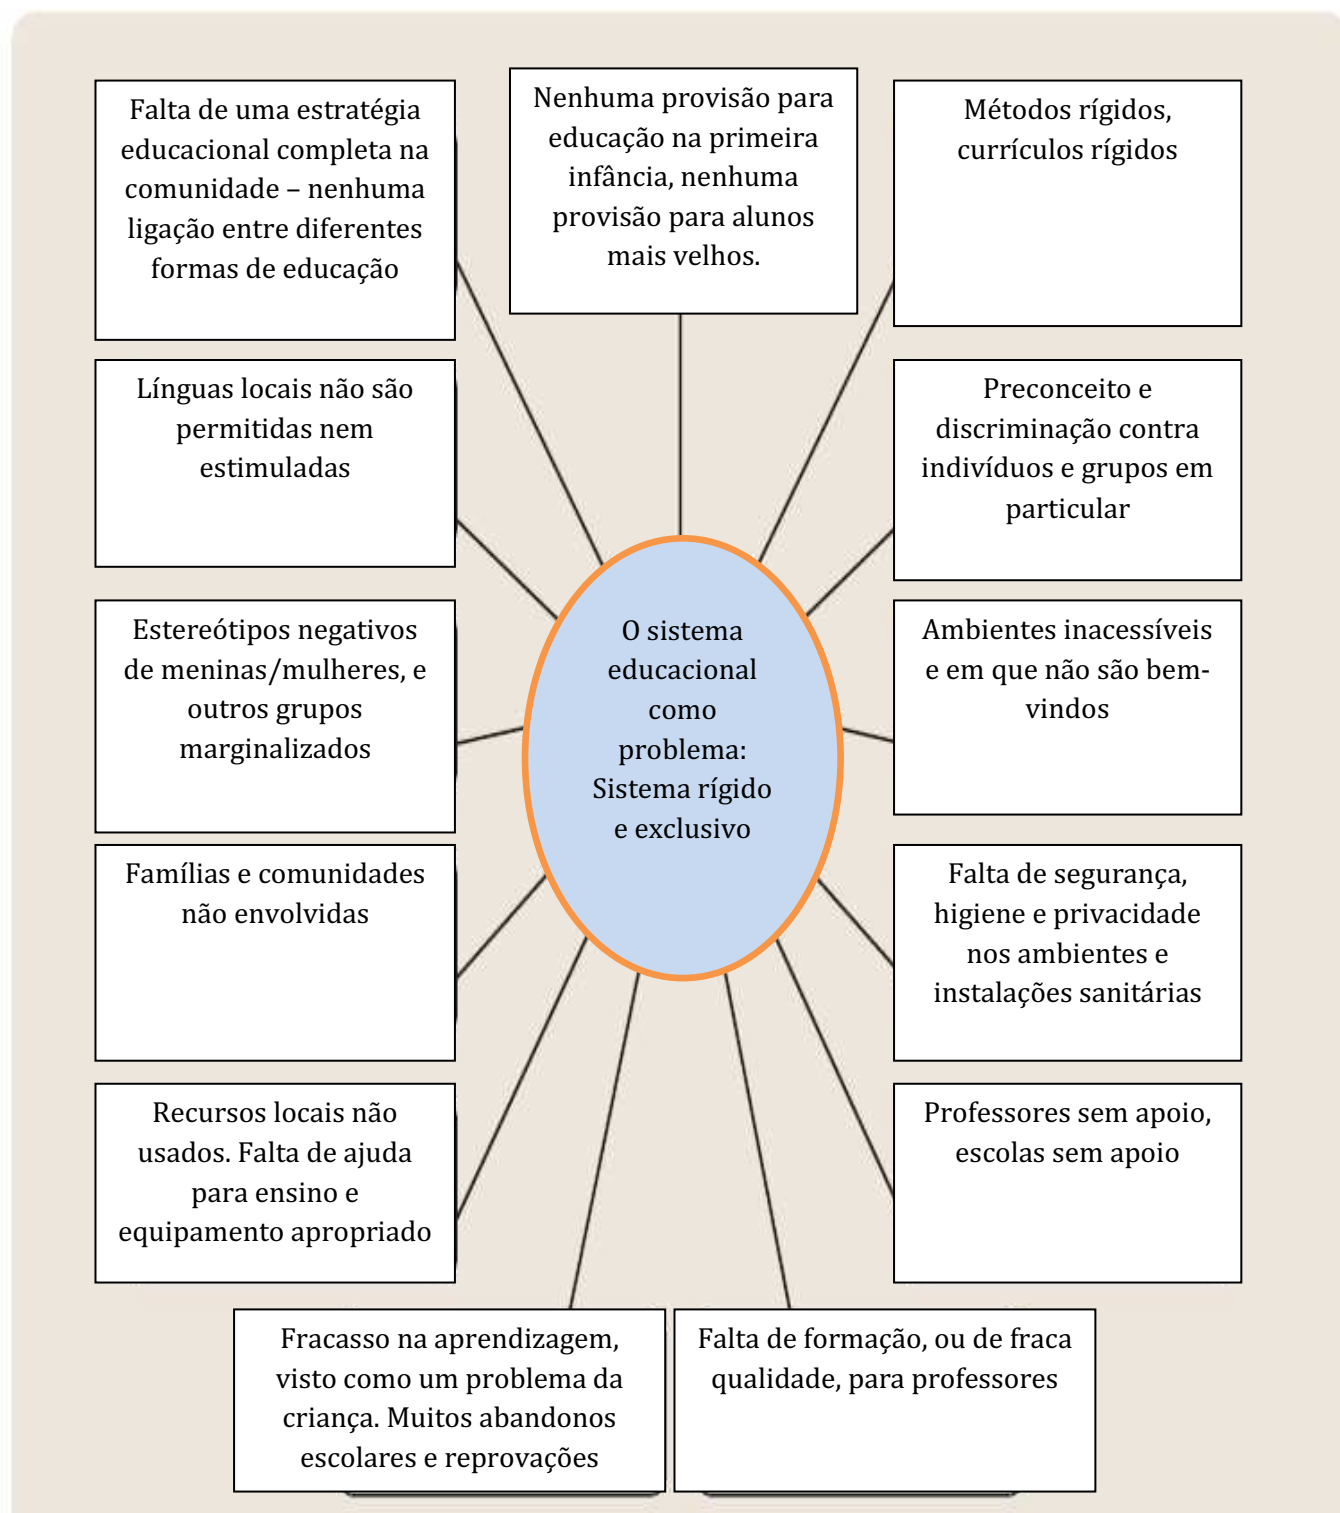 Falta de uma estratégia
educacional completa na
comunidade – nenhuma
ligação entre diferentes
formas de educação
Nenhuma provisão para
educação na primeira
infância, nenhuma
provisão para alunos
mais velhos.
Métodos rígidos,
currículos rígidos
Línguas locais não são
permitidas nem
estimuladas
Preconceito e
discriminação contra
indivíduos e grupos em
particular
Estereótipos negativos
de meninas/mulheres, e
outros grupos
marginalizados
O sistema
educacional
como
problema:
Sistema rígido
e exclusivo
Ambientes inacessíveis
e em que não são bem-
vindos
Famílias e comunidades
não envolvidas
Falta de segurança,
higiene e privacidade
nos ambientes e
instalações sanitárias
Recursos locais não
usados. Falta de ajuda
para ensino e
equipamento apropriado
Professores sem apoio,
escolas sem apoio
Fracasso na aprendizagem,
visto como um problema da
criança. Muitos abandonos
escolares e reprovações
Falta de formação, ou de fraca
qualidade, para professores